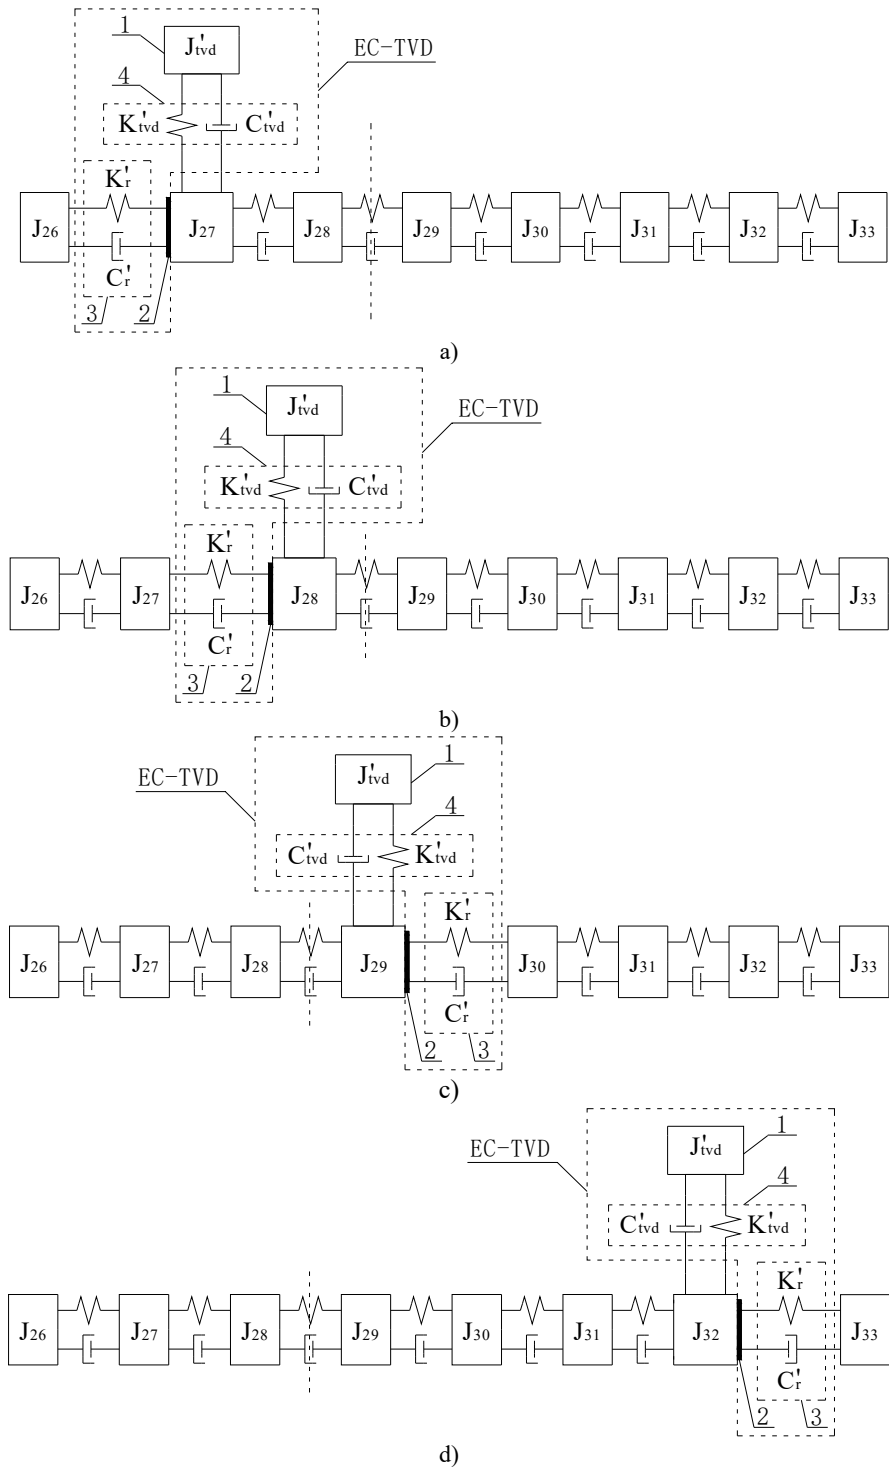 1 J'tvd EC-TVD
4
K'tvd C'tvd
K'r
J26 J27 J28 J29 J30 J31 J32 J33
C'r
3 2
a)
1 J'tvd EC-TVD
4
K'tvd C'tvd
K'r
J26 J27 J28 J29 J30 J31 J32 J33
C'r
3 2
b)
EC-TVD J'tvd 1
4
C'tvd K'tvd
K'r
J26 J27 J28 J29 J30 J31 J32 J33
C'r
2 3
c)
EC-TVD J'tvd 1
4
C'tvd K'tvd
K'r
J26 J27 J28 J29 J30 J31 J32 J33
C'r
2 3
d)